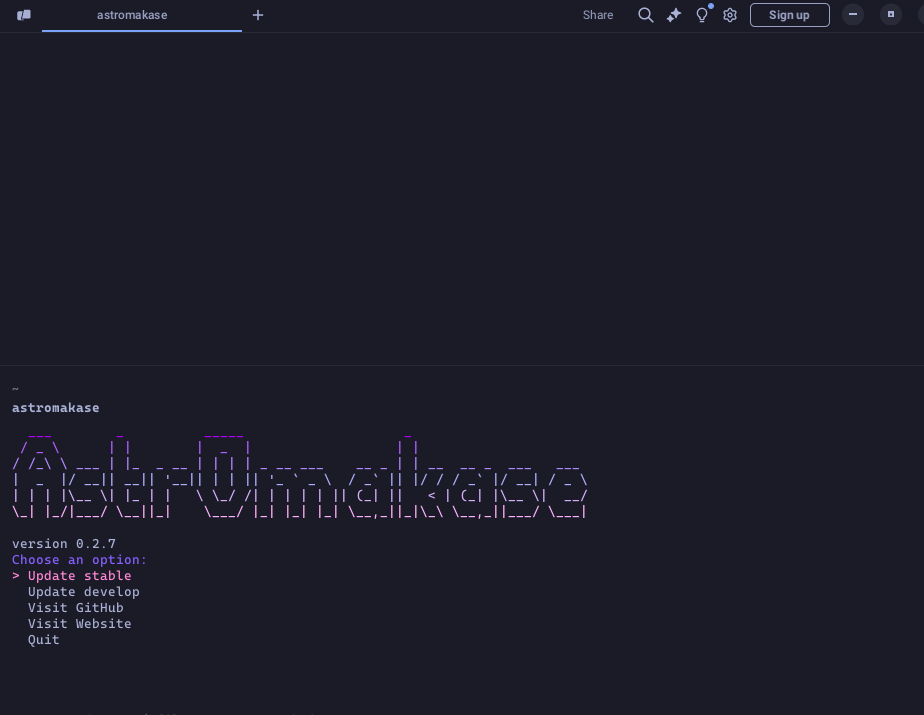 astromakase
Share
Sign up
~
astromakase
AstrOmakase
version 0.2.7
Choose an option:
> Update stable
Update develop
Visit GitHub
Visit Website
Quit